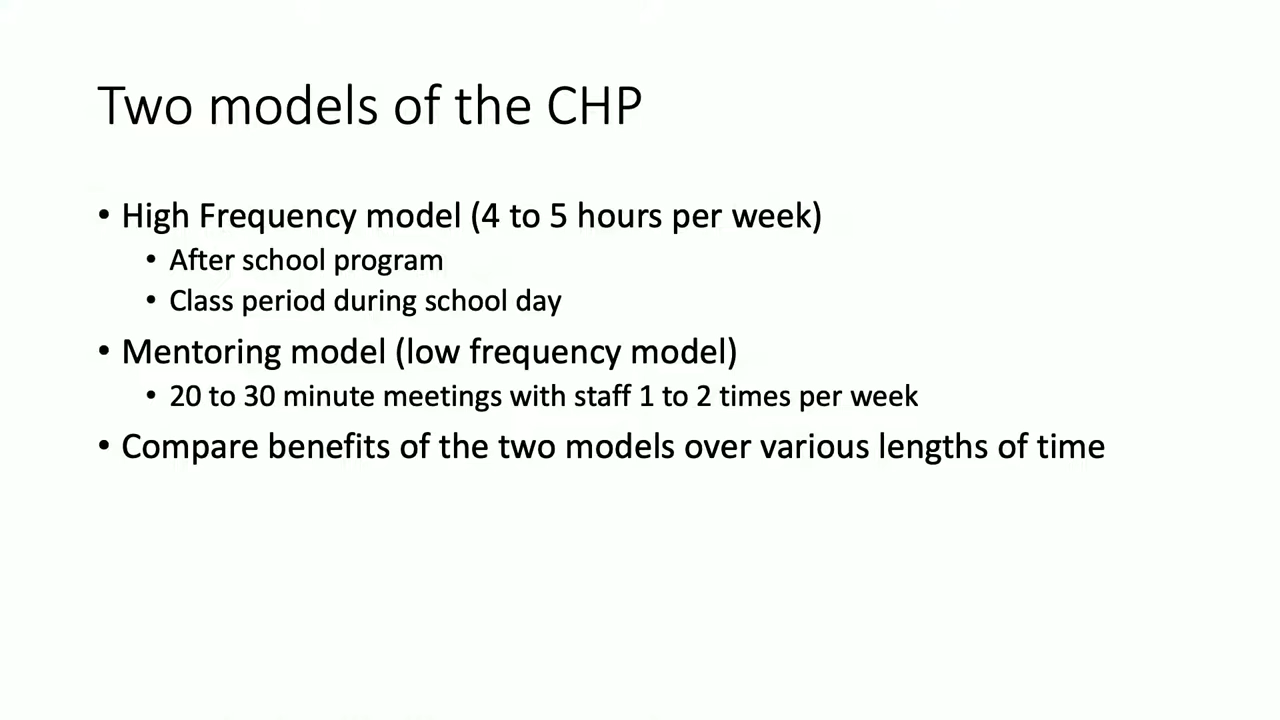 Two models of the CHP
• High Frequency model (4 to 5 hours per week)
• After school program
• Class period during school day
• Mentoring model (low frequency model)
• 20 to 30 minute meetings with staff 1 to 2 times per week
• Compare benefits of the two models over various lengths of time